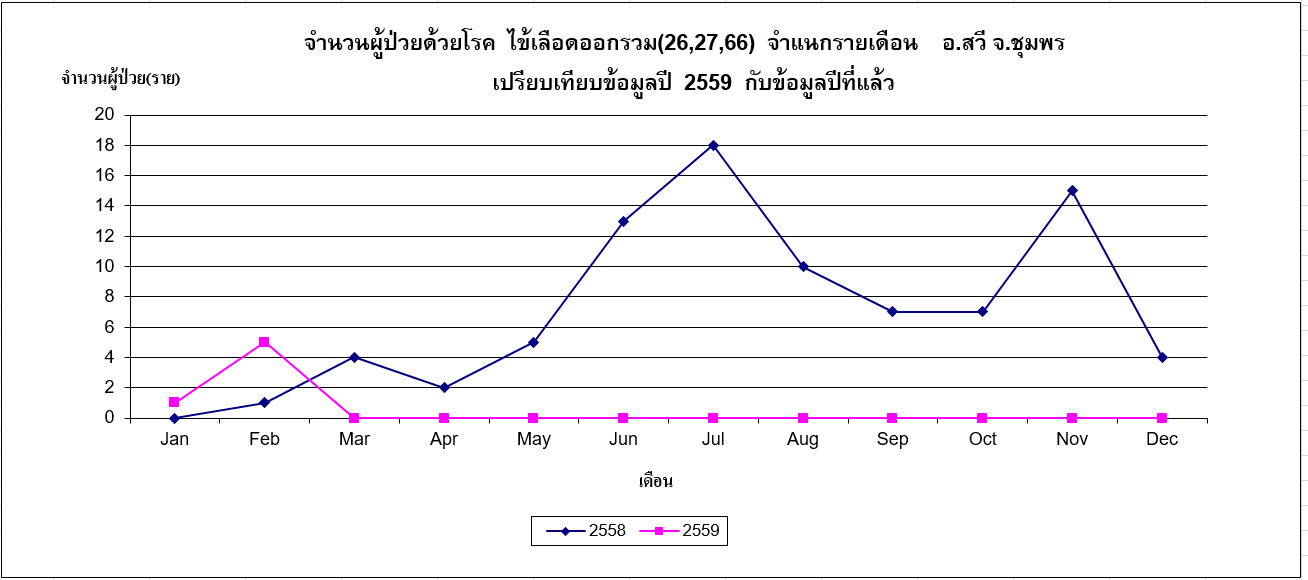 จำนวนผู้ป่วยด้วยโรค ไข้เลือดออกรวม(26,27,66) จำแนกรายเดือน อ.สวี จ.ชุมพร
เปรียบเทียบข้อมูลปี 2559 กับข้อมูลปีที่แล้ว
จำนวนผู้ป่วย(ราย)
20
18
16
14
12
10
8
6
4
2
0
Jan Feb Mar Apr May Jun Jul Aug Sep Oct Nov Dec
เดือน
2558 2559